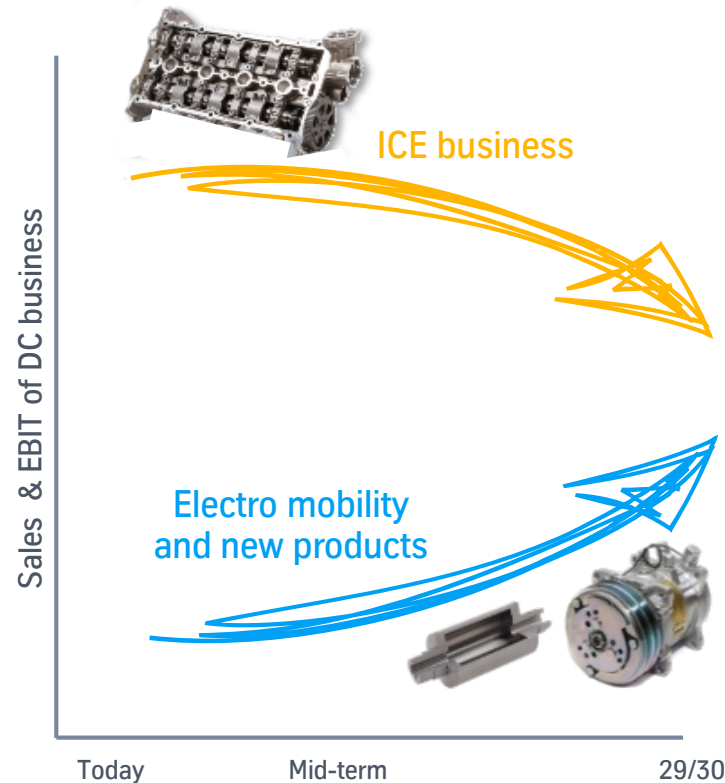 ICE business
Sales & EBIT of DC business
Electro mobility
and new products
Today
Mid-term
29/30